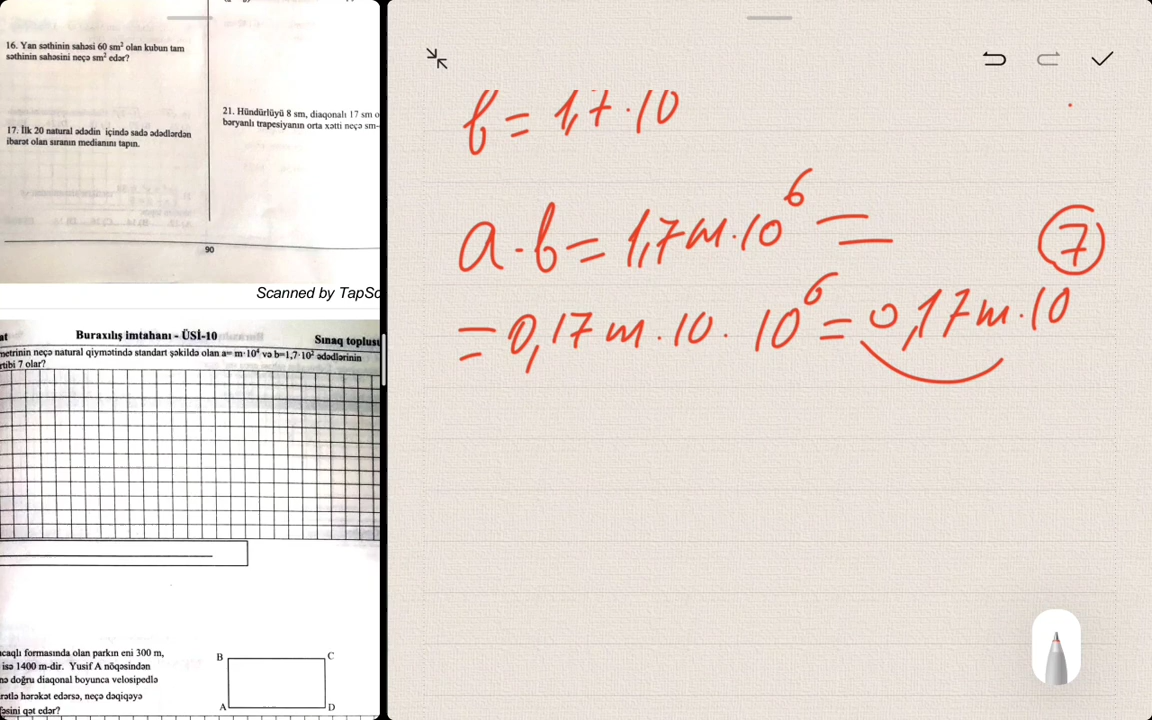 16. Yan səthinin sahəsi 60 sm² olan kubun tam
səthinin sahəsini neçə sm² edər?
17. İlk 20 natural ədədin içində sadə ədədlərdən
ibarət olan sıranın medianını tapın.
21. Hündürlüyü 8 sm, diaqonalı 17 sm o
bəryanlı trapesiyanın orta xətti neçə sm-
90
Scanned by TapSc
at Buraxılış imtahanı - ÜSİ-10 Sınaq toplusu
metrinin neçə natural qiymətində standart şəkildə olan a= m·10⁴ və b=1,7·10² ədədlərinin
rtibi 7 olar?
caqlı formasında olan parkın eni 300 m,
isə 1400 m-dir. Yusif A nöqəsindən
nə doğru diaqonal boyunca velosipedlə
rətlə hərəkət edərsə, neçə dəqiqəyə
fəsini qət edər?
B C
A D
b = 1,7 · 10
a · b = 1,7m · 10⁶ =
7
= 0,17 m · 10 · 10⁶ = 0,17m · 10